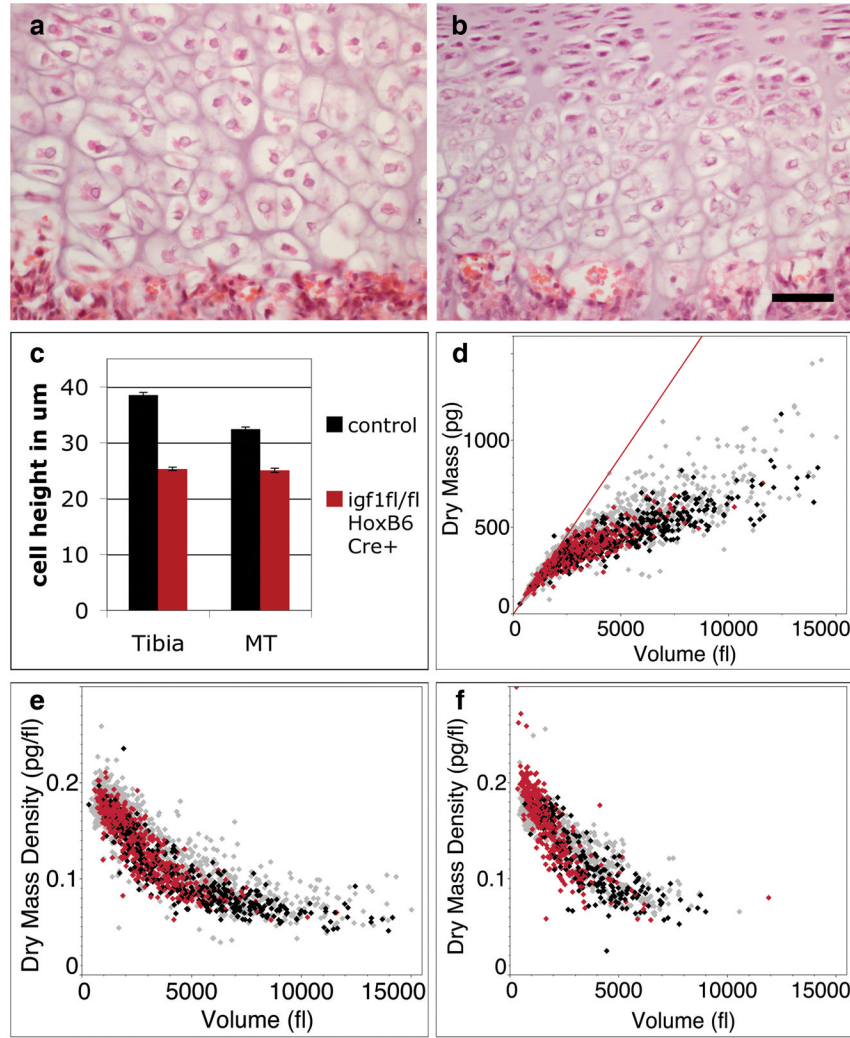 a
b
c
cell height in um
40
30
20
10
0
Tibia
MT
control
igf1fl/fl
HoxB6
Cre+
d
Dry Mass (pg)
1000
500
0
0
5000
10000
15000
Volume (fl)
e
Dry Mass Density (pg/fl)
0.2
0.1
0
0
5000
10000
15000
Volume (fl)
f
Dry Mass Density (pg/fl)
0.2
0.1
0
0
5000
10000
15000
Volume (fl)